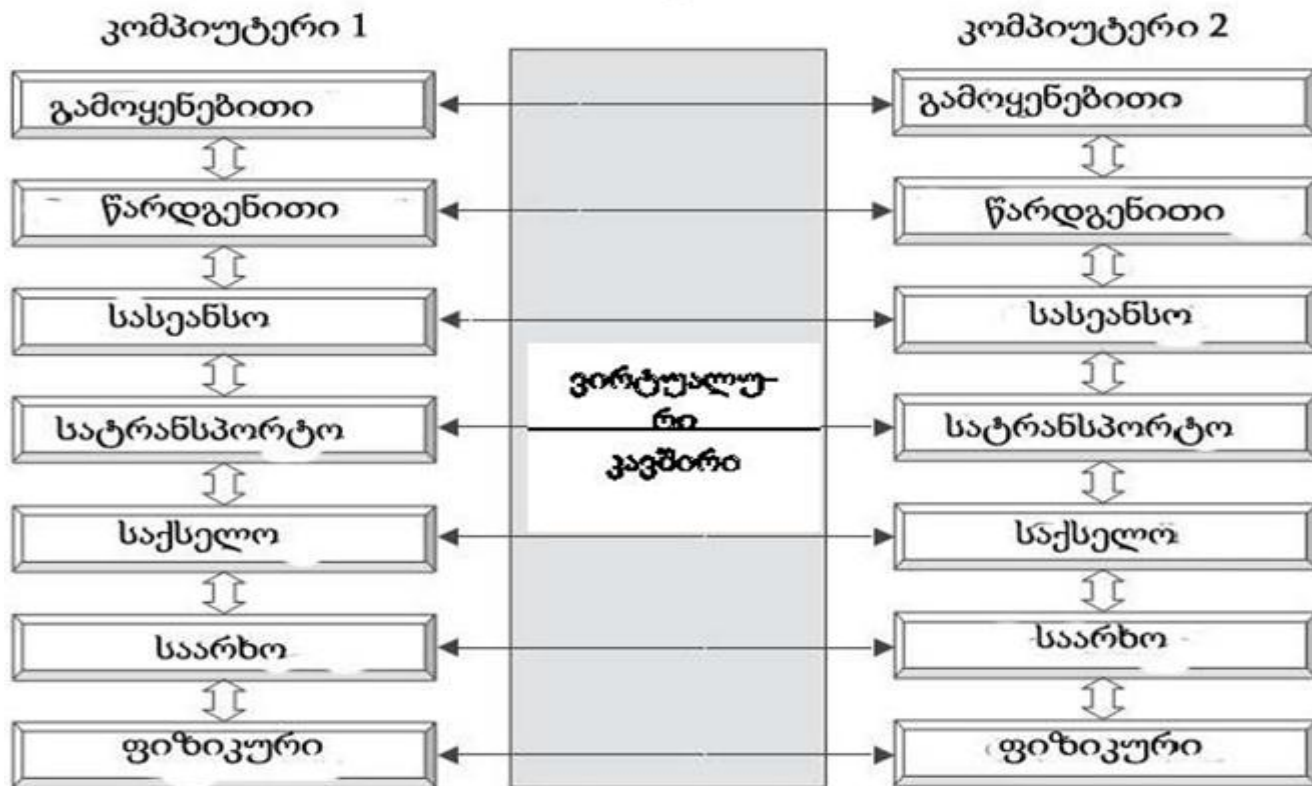 კომპიუტერი 1
გამოყენებითი
წარდგენითი
სასეანსო
სატრანსპორტო
საქსელო
საარხო
ფიზიკური
ვირტუალუ-
რი
კავშირი
კომპიუტერი 2
გამოყენებითი
წარდგენითი
სასეანსო
სატრანსპორტო
საქსელო
საარხო
ფიზიკური